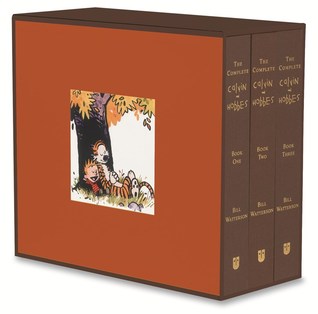 THE
COMPLETE
CALVIN
AND
HOBBES
BOOK
ONE
BILL
WATTERSON
THE
COMPLETE
CALVIN
AND
HOBBES
BOOK
TWO
BILL
WATTERSON
THE
COMPLETE
CALVIN
AND
HOBBES
BOOK
THREE
BILL
WATTERSON